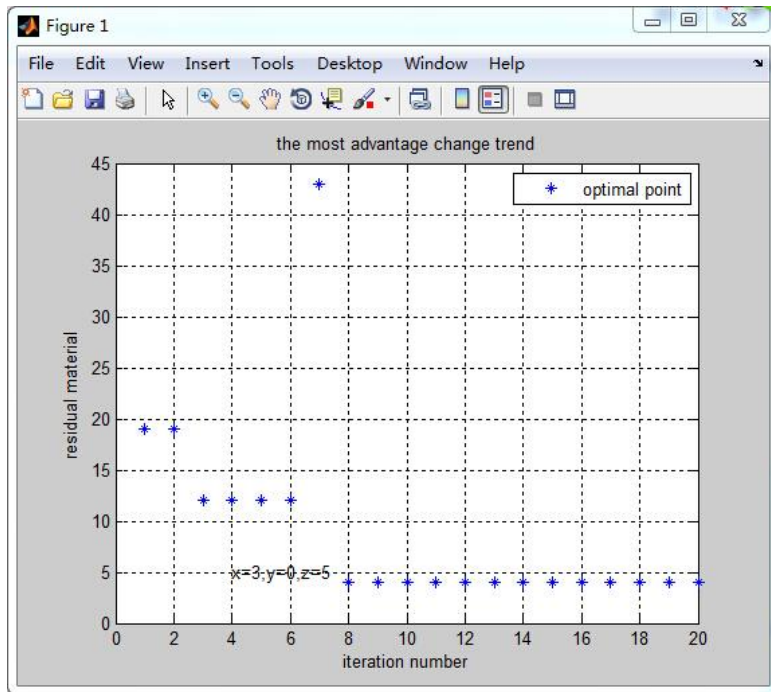 Figure 1
File Edit View Insert Tools Desktop Window Help
the most advantage change trend
45
40
35
30
25
20
15
10
5
0
residual material
optimal point
x=3,y=0,z=5
0 2 4 6 8 10 12 14 16 18 20
iteration number